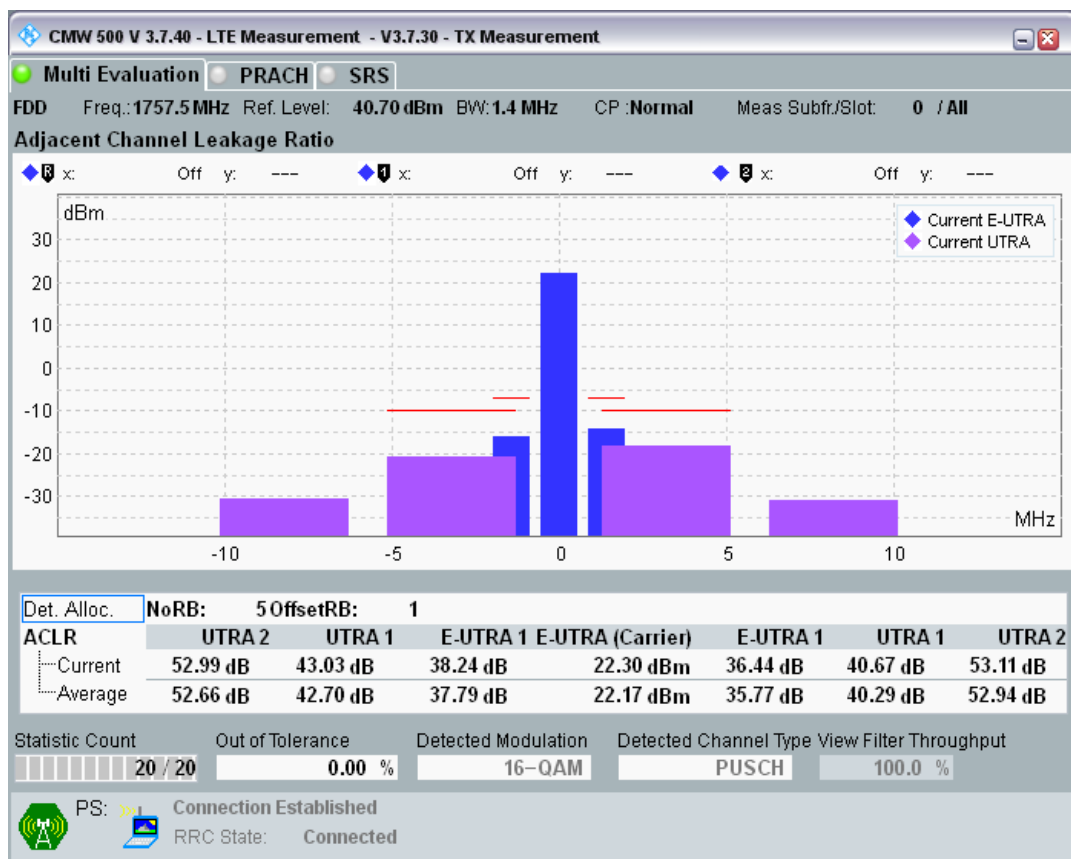 CMW 500 V 3.7.40 - LTE Measurement - V3.7.30 - TX Measurement
Multi Evaluation PRACH SRS
FDD Freq.: 1757.5 MHz Ref. Level: 40.70 dBm BW: 1.4 MHz CP :Normal Meas Subfr./Slot: 0 / All
Adjacent Channel Leakage Ratio
R x: Off y: --- 1 x: Off y: --- 2 x: Off y: ---
dBm
Current E-UTRA
Current UTRA
30
20
10
0
-10
-20
-30
MHz
-10 -5 0 5 10
Det. Alloc. NoRB: 5 OffsetRB: 1
ACLR UTRA 2 UTRA 1 E-UTRA 1 E-UTRA (Carrier) E-UTRA 1 UTRA 1 UTRA 2
Current 52.99 dB 43.03 dB 38.24 dB 22.30 dBm 36.44 dB 40.67 dB 53.11 dB
Average 52.66 dB 42.70 dB 37.79 dB 22.17 dBm 35.77 dB 40.29 dB 52.94 dB
Statistic Count Out of Tolerance Detected Modulation Detected Channel Type View Filter Throughput
20 / 20 0.00 % 16-QAM PUSCH 100.0 %
PS: Connection Established
RRC State: Connected